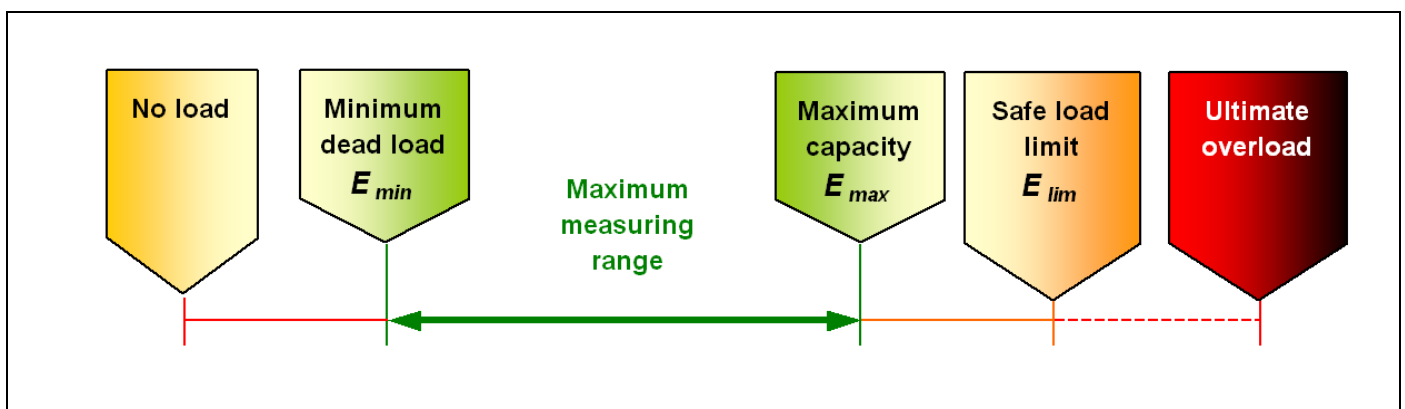 No load
Minimum
dead load
E min
Maximum
measuring
range
Maximum
capacity
E max
Safe load
limit
E lim
Ultimate
overload